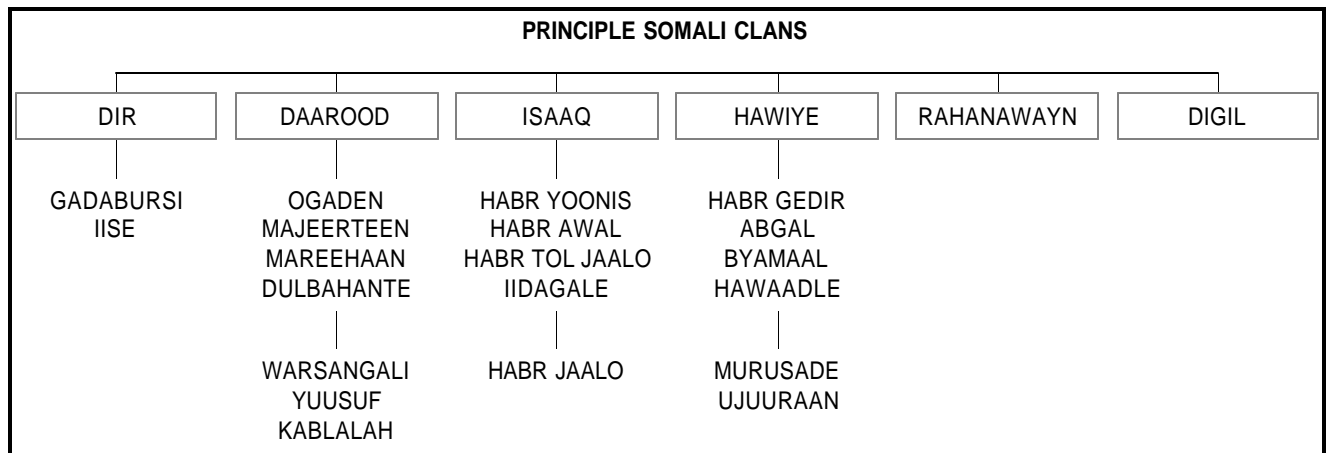 PRINCIPLE SOMALI CLANS
DIR
DAAROOD
ISAAQ
HAWIYE
RAHANAWAYN
DIGIL
GADABURSI
IISE
OGADEN
MAJEERTEEN
MAREEHAAN
DULBAHANTE
WARSANGALI
YUUSUF
KABLALAH
HABR YOONIS
HABR AWAL
HABR TOL JAALO
IIDAGALE
HABR JAALO
HABR GEDIR
ABGAL
BYAMAAL
HAWAADLE
MURUSADE
UJUURAAN